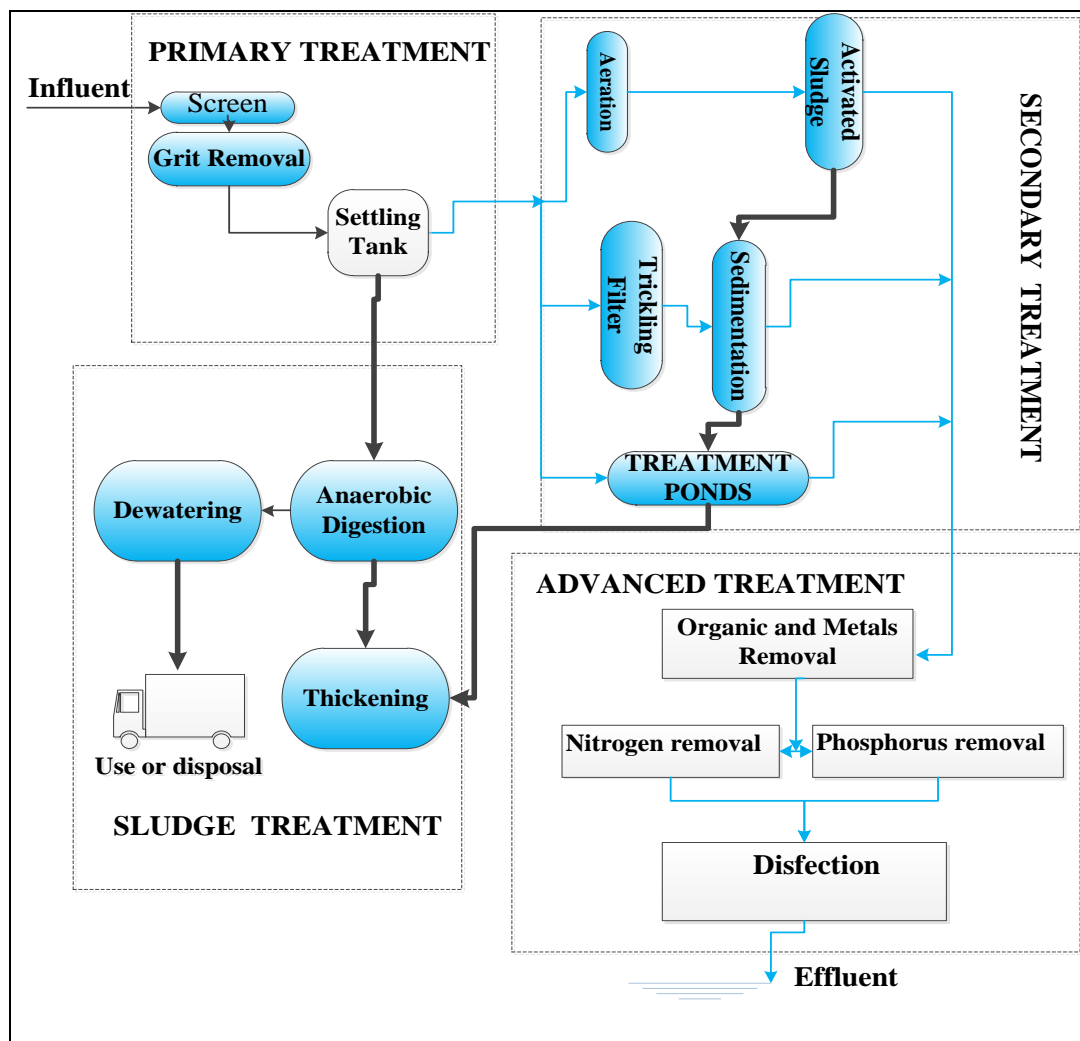 PRIMARY TREATMENT
Influent
Screen
Grit Removal
Settling
Tank
Aeration
Activated
Sludge
SECONDARY TREATMENT
Trickling
Filter
Sedimentation
TREATMENT
PONDS
Dewatering
Anaerobic
Digestion
Thickening
Use or disposal
SLUDGE TREATMENT
ADVANCED TREATMENT
Organic and Metals
Removal
Nitrogen removal
Phosphorus removal
Disfection
Effluent